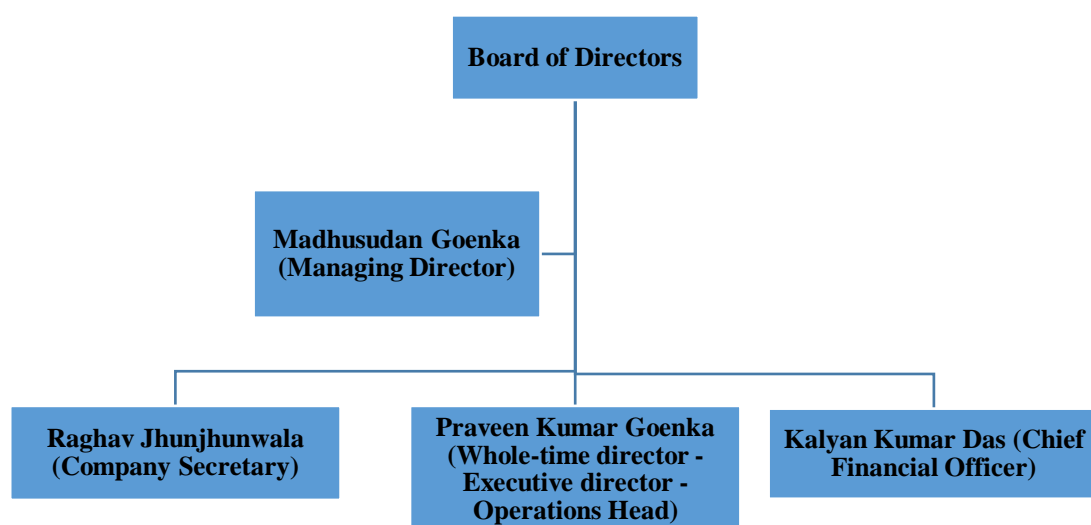 Board of Directors
Madhusudan Goenka
(Managing Director)
Raghav Jhunjhunwala
(Company Secretary)
Praveen Kumar Goenka
(Whole-time director -
Executive director -
Operations Head)
Kalyan Kumar Das (Chief
Financial Officer)